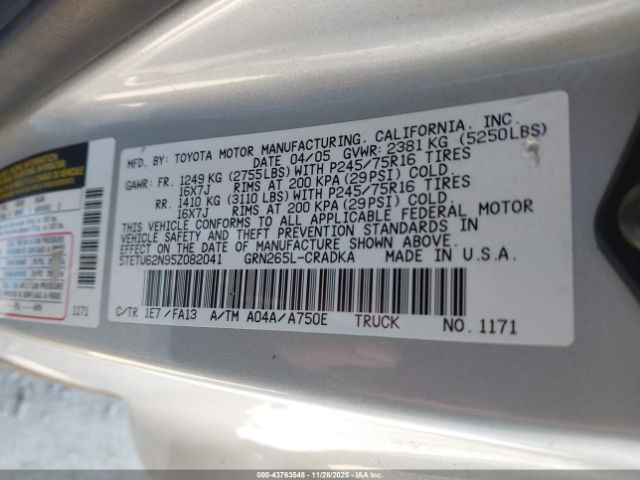 MFD. BY: TOYOTA MOTOR MANUFACTURING, CALIFORNIA, INC.
DATE 04/05 GVWR: 2381 KG (5250LBS)
GAWR: FR. 1249 KG (2755LBS) WITH P245/75R16 TIRES
16X7J RIMS AT 200 KPA (29PSI) COLD.
RR. 1410 KG (3110 LBS) WITH P245/75R16 TIRES
16X7J RIMS AT 200 KPA (29PSI) COLD.
THIS VEHICLE CONFORMS TO ALL APPLICABLE FEDERAL MOTOR
VEHICLE SAFETY AND THEFT PREVENTION STANDARDS IN
EFFECT ON THE DATE OF MANUFACTURE SHOWN ABOVE.
5TETU62N95Z082041 GRN265L-CRADKA MADE IN U.S.A.
C/TR 1E7/FA13 A/TM A04A/A750E TRUCK NO. 1171
1171
000-43763548 | 11/28/2025 | IAAI.COM